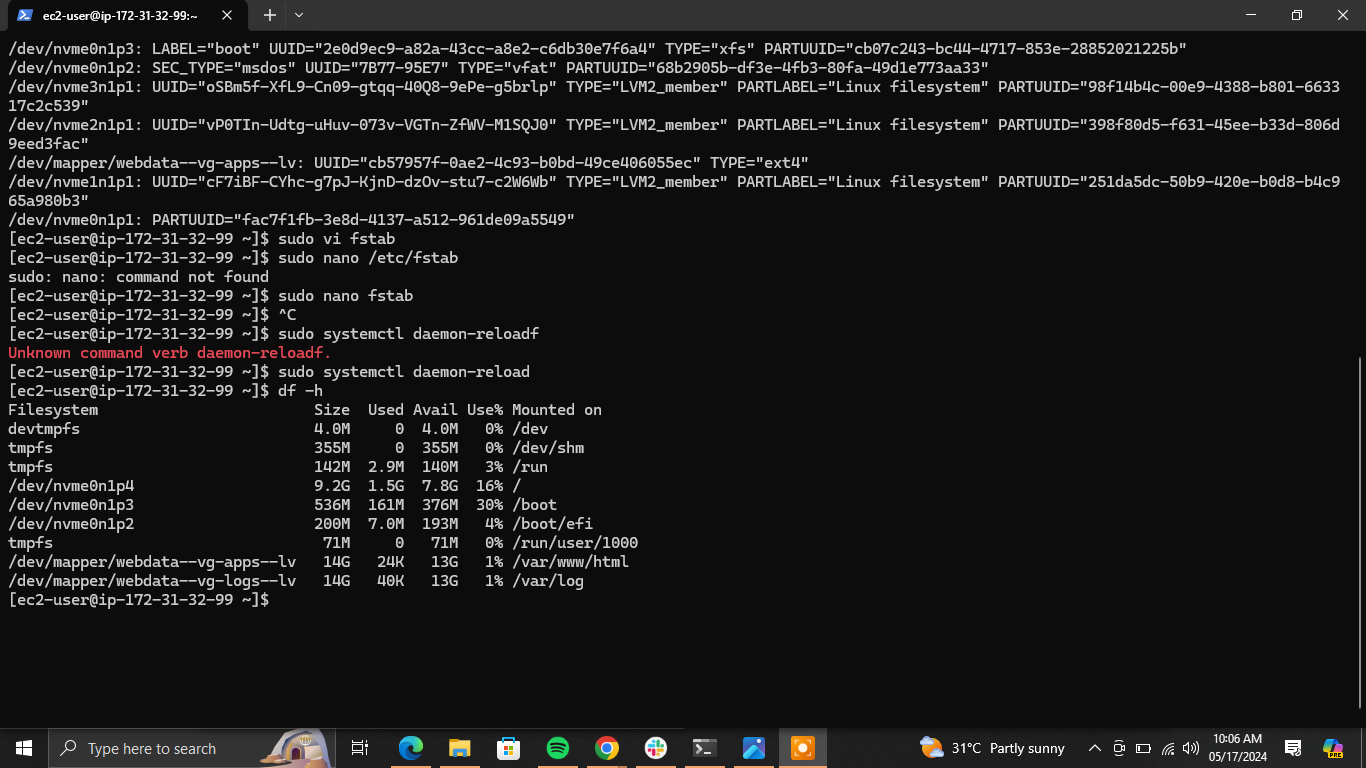 ec2-user@ip-172-31-32-99:~
/dev/nvme0n1p3: LABEL="boot" UUID="2e0d9ec9-a82a-43cc-a8e2-c6db30e7f6a4" TYPE="xfs" PARTUUID="cb07c243-bc44-4717-853e-28852021225b"
/dev/nvme0n1p2: SEC_TYPE="msdos" UUID="7B77-95E7" TYPE="vfat" PARTUUID="68b2905b-df3e-4fb3-80fa-49d1e773aa33"
/dev/nvme3n1p1: UUID="oSBm5f-XfL9-Cn09-gtqq-40Q8-9ePe-g5brlp" TYPE="LVM2_member" PARTLABEL="Linux filesystem" PARTUUID="98f14b4c-00e9-4388-b801-6633
17c2c539"
/dev/nvme2n1p1: UUID="vP0TIn-Udtg-uHuv-073v-VGTn-ZfWV-M1SQJ0" TYPE="LVM2_member" PARTLABEL="Linux filesystem" PARTUUID="398f80d5-f631-45ee-b33d-806d
9eed3fac"
/dev/mapper/webdata--vg-apps--lv: UUID="cb57957f-0ae2-4c93-b0bd-49ce406055ec" TYPE="ext4"
/dev/nvme1n1p1: UUID="cF7iBF-CYhc-g7pJ-KjnD-dzOv-stu7-c2W6Wb" TYPE="LVM2_member" PARTLABEL="Linux filesystem" PARTUUID="251da5dc-50b9-420e-b0d8-b4c9
65a980b3"
/dev/nvme0n1p1: PARTUUID="fac7f1fb-3e8d-4137-a512-961de09a5549"
[ec2-user@ip-172-31-32-99 ~]$ sudo vi fstab
[ec2-user@ip-172-31-32-99 ~]$ sudo nano /etc/fstab
sudo: nano: command not found
[ec2-user@ip-172-31-32-99 ~]$ sudo nano fstab
[ec2-user@ip-172-31-32-99 ~]$ ^C
[ec2-user@ip-172-31-32-99 ~]$ sudo systemctl daemon-reloadf
Unknown command verb daemon-reloadf.
[ec2-user@ip-172-31-32-99 ~]$ sudo systemctl daemon-reload
[ec2-user@ip-172-31-32-99 ~]$ df -h
Filesystem Size Used Avail Use% Mounted on
devtmpfs 4.0M 0 4.0M 0% /dev
tmpfs 355M 0 355M 0% /dev/shm
tmpfs 142M 2.9M 140M 3% /run
/dev/nvme0n1p4 9.2G 1.5G 7.8G 16% /
/dev/nvme0n1p3 536M 161M 376M 30% /boot
/dev/nvme0n1p2 200M 7.0M 193M 4% /boot/efi
tmpfs 71M 0 71M 0% /run/user/1000
/dev/mapper/webdata--vg-apps--lv 14G 24K 13G 1% /var/www/html
/dev/mapper/webdata--vg-logs--lv 14G 40K 13G 1% /var/log
[ec2-user@ip-172-31-32-99 ~]$
Type here to search
31°C Partly sunny
10:06 AM
05/17/2024
PRE